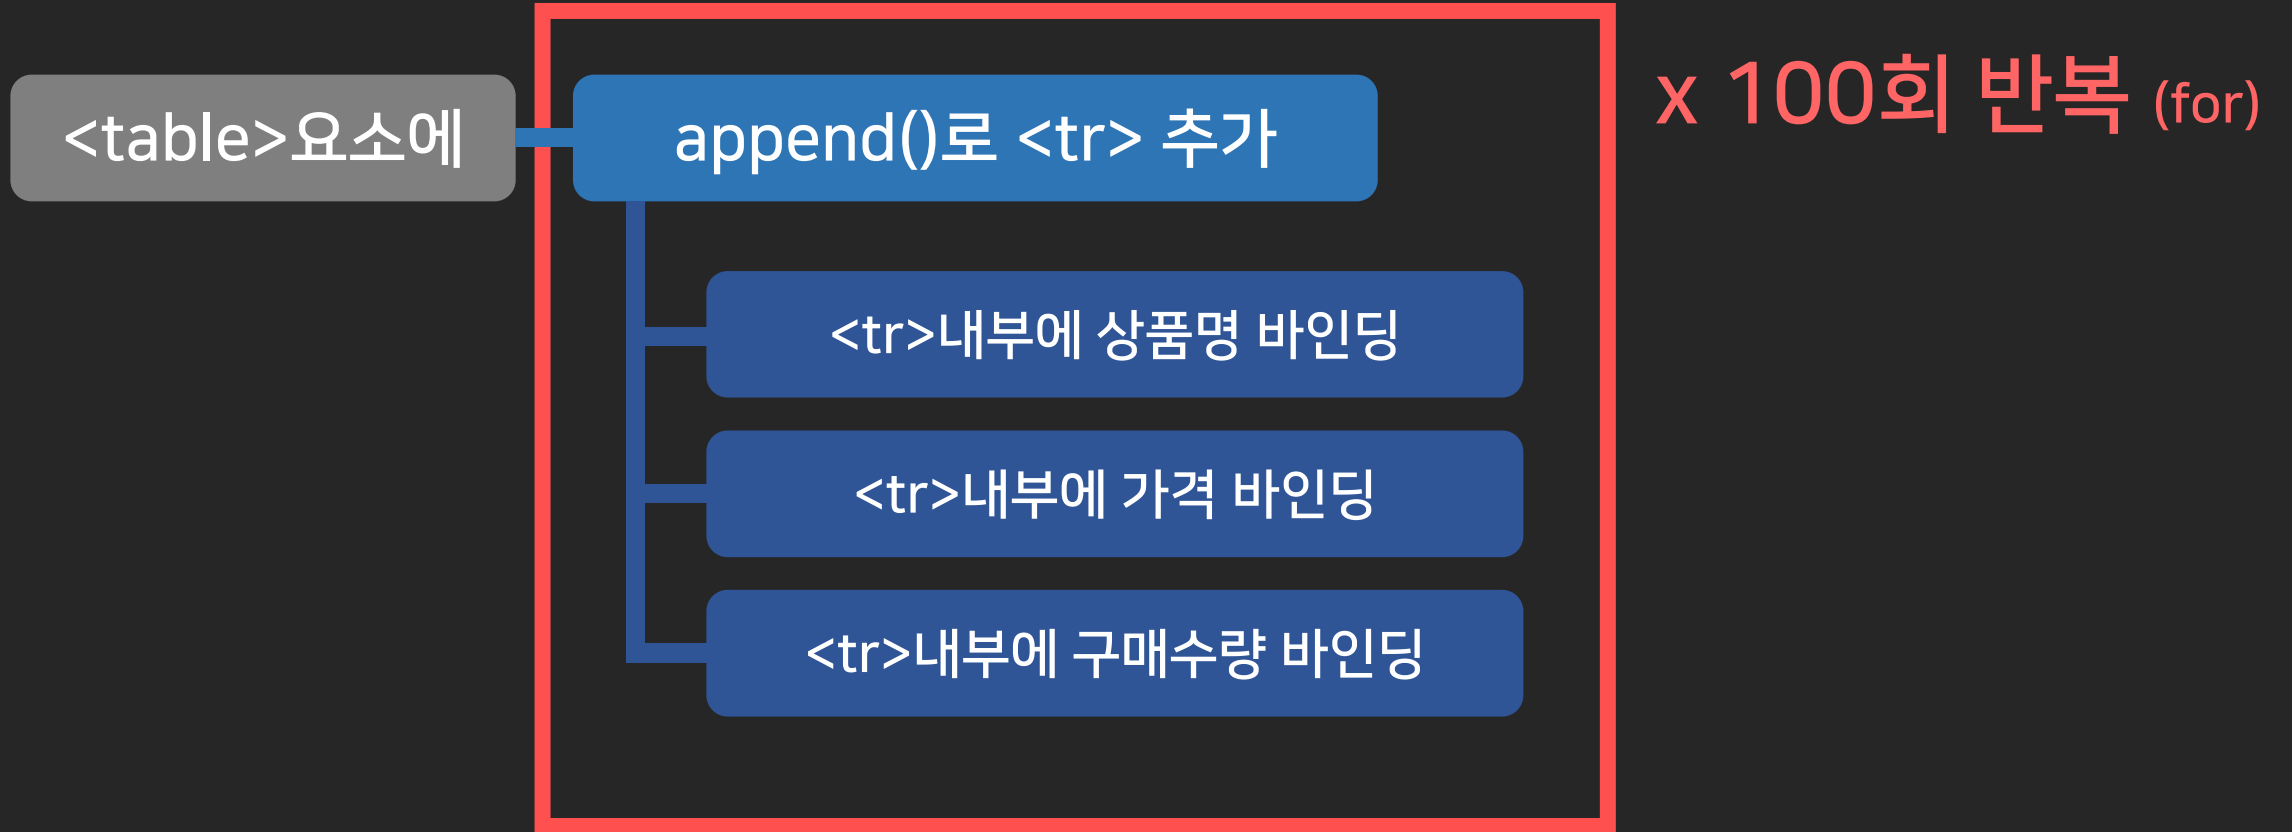 <table>요소에
append()로 <tr> 추가
x 100회 반복 (for)
<tr>내부에 상품명 바인딩
<tr>내부에 가격 바인딩
<tr>내부에 구매수량 바인딩